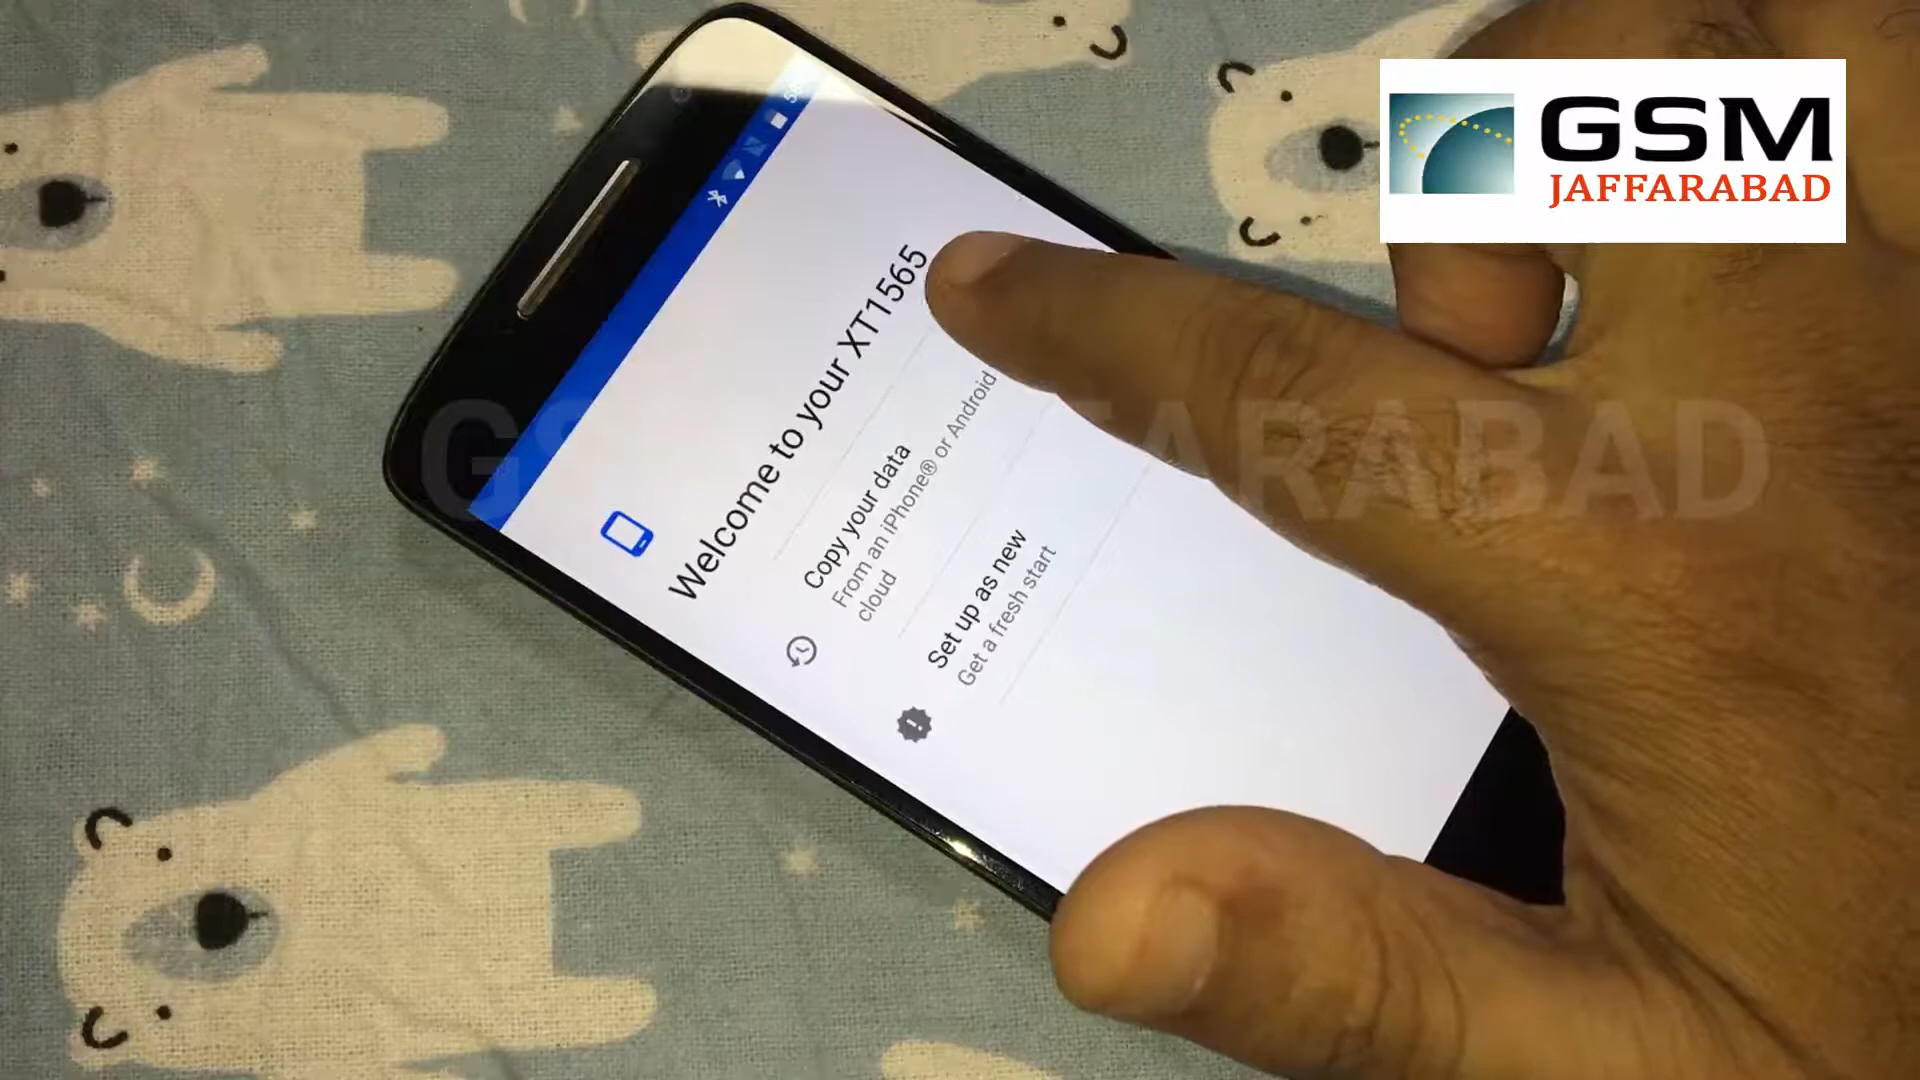 GSM
JAFFARABAD
Welcome to your XT1565
Copy your data
From an iPhone® or Android
cloud
Set up as new
Get a fresh start